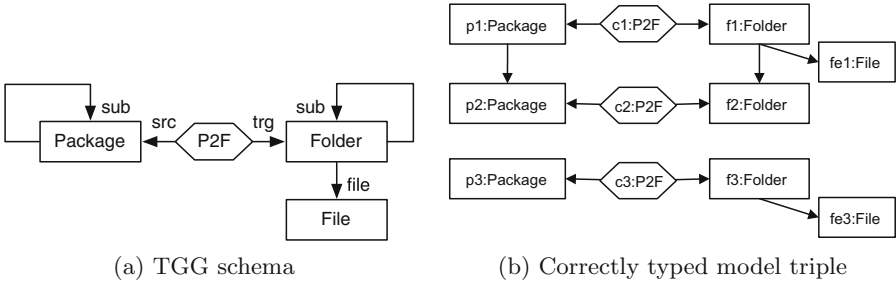 sub
src
trg
sub
Package
P2F
Folder
file
File
(a) TGG schema
p1:Package
c1:P2F
f1:Folder
fe1:File
p2:Package
c2:P2F
f2:Folder
p3:Package
c3:P2F
f3:Folder
fe3:File
(b) Correctly typed model triple